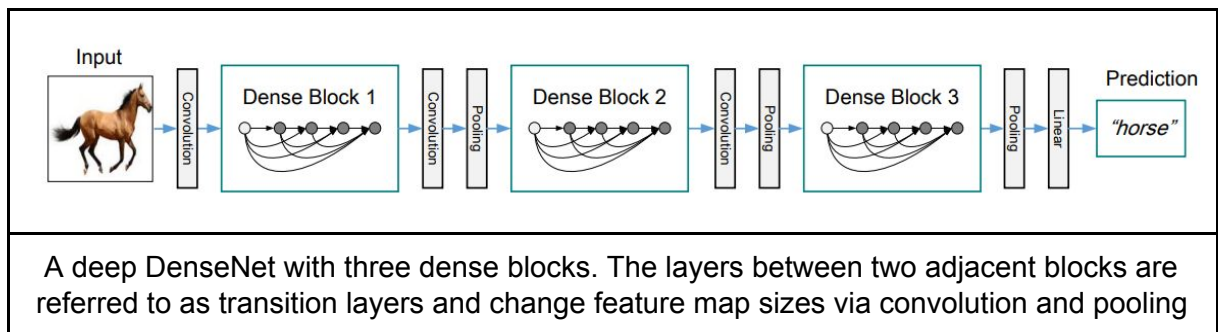 Input
Convolution
Dense Block 1
Convolution
Pooling
Dense Block 2
Convolution
Pooling
Dense Block 3
Pooling
Linear
Prediction
“horse”
A deep DenseNet with three dense blocks. The layers between two adjacent blocks are
referred to as transition layers and change feature map sizes via convolution and pooling